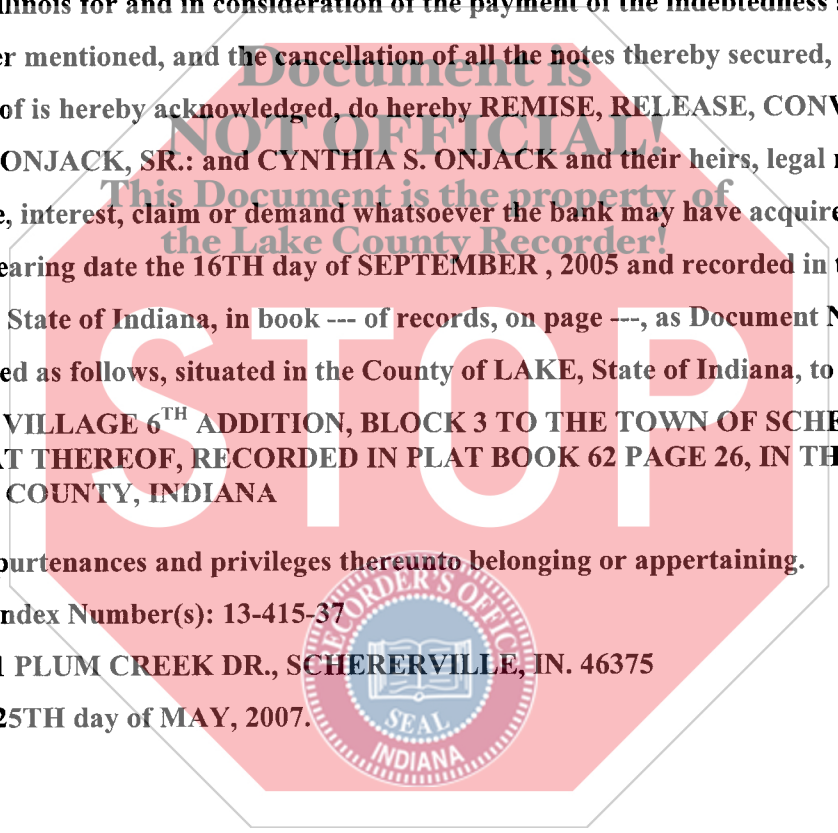 Illinois for and in consideration of the payment of the indebtedness
er mentioned, and the cancellation of all the notes thereby secured,
Document is
of is hereby acknowledged, do hereby REMISE, RELEASE, CONV
NOT OFFICIAL!
ONJACK, SR.: and CYNTHIA S. ONJACK and their heirs, legal
This Document is the property of
e, interest, claim or demand whatsoever the bank may have acquire
the Lake County Recorder!
earing date the 16TH day of SEPTEMBER , 2005 and recorded in
State of Indiana, in book --- of records, on page ---, as Document N
ed as follows, situated in the County of LAKE, State of Indiana, to
STOP
VILLAGE 6TH ADDITION, BLOCK 3 TO THE TOWN OF SCHE
AT THEREOF, RECORDED IN PLAT BOOK 62 PAGE 26, IN TH
COUNTY, INDIANA
purtenances and privileges thereunto belonging or appertaining.
ndex Number(s): 13-415-37
PLUM CREEK DR., SCHERERVILLE, IN. 46375
25TH day of MAY, 2007.
RECORDER'S OFFICE
SEAL
INDIANA